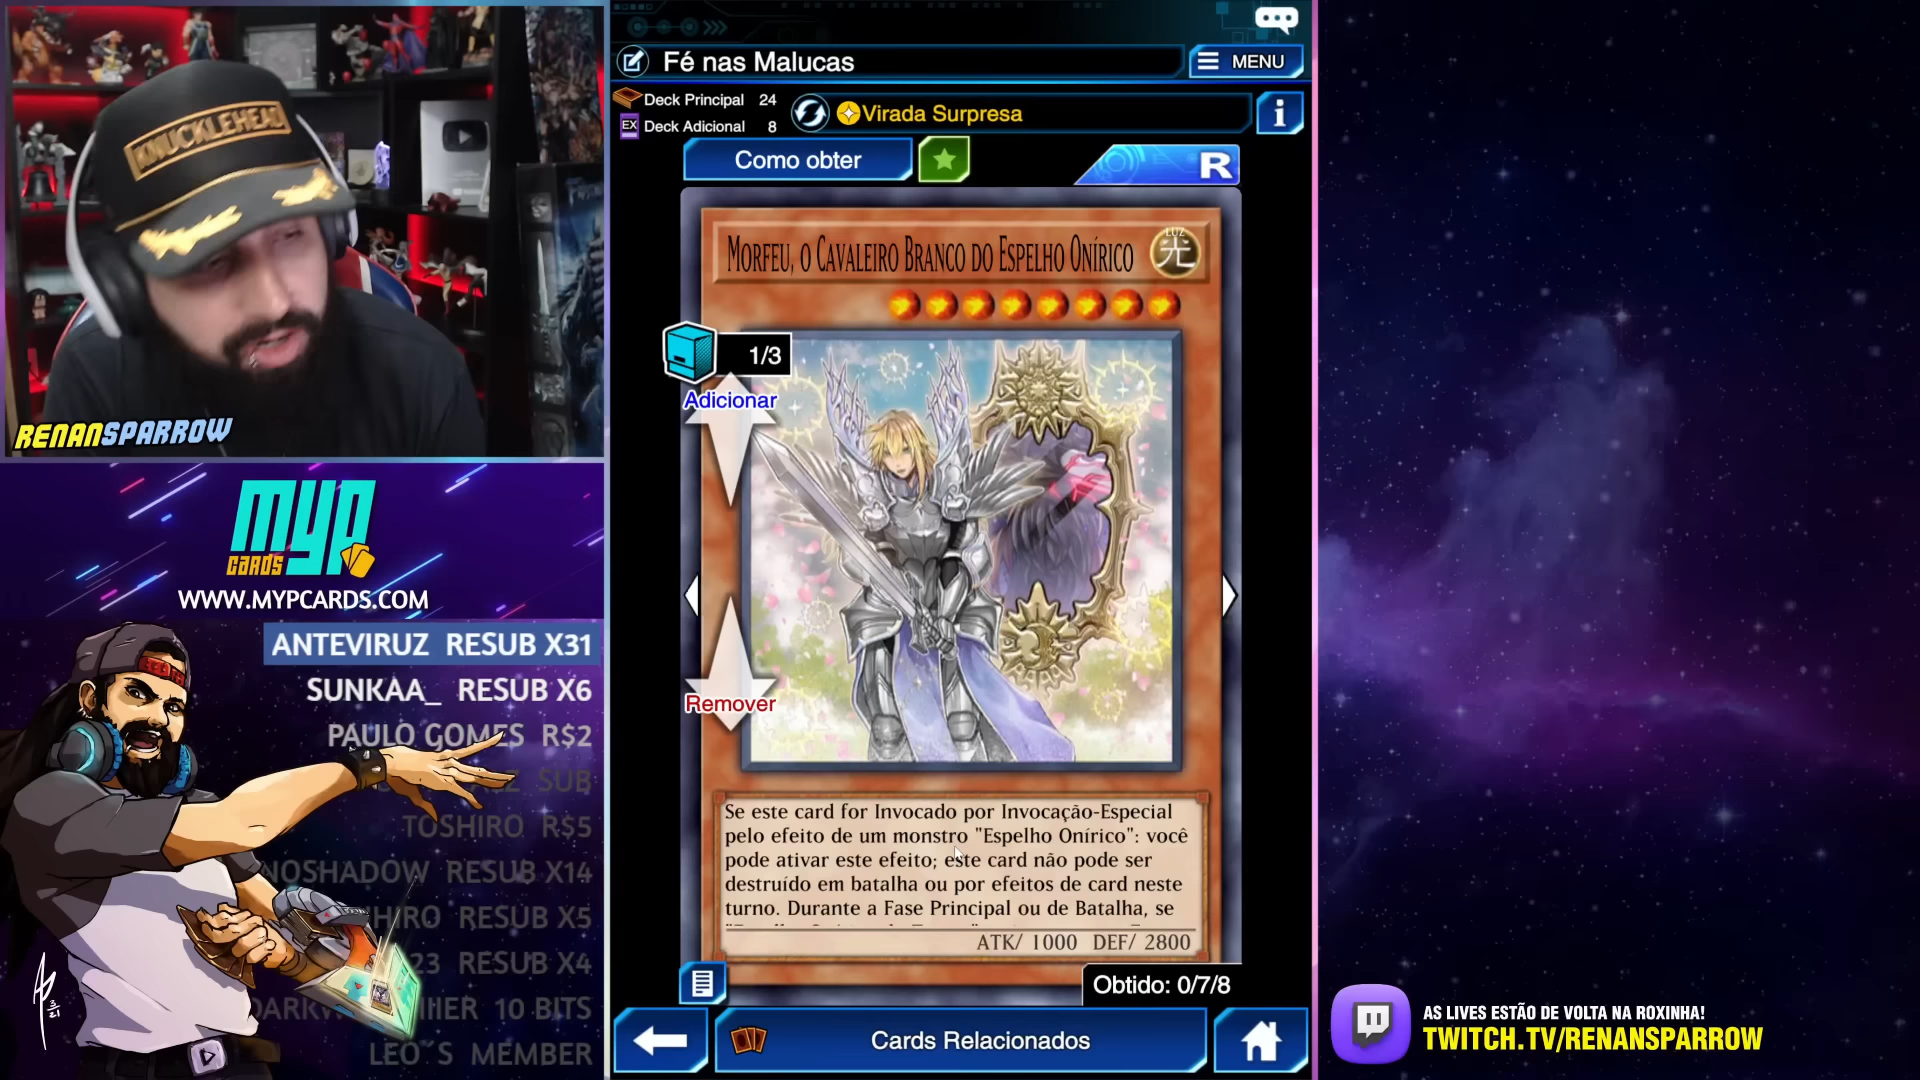 KNUCKLEHEAD
RENANSPARROW
MYP
CARDS
WWW.MYPCARDS.COM
ANTEVIRUZ RESUB X31
SUNKAA_ RESUB X6
PAULO GOMES R$2
SUB
TOSHIRO R$5
NOSHADOW RESUB X14
HIRO RESUB X5
23 RESUB X4
10 BITS
LEO´S MEMBER
Fé nas Malucas
MENU
Deck Principal 24
EX Deck Adicional 8
Virada Surpresa
i
Como obter
R
MORFEU, O CAVALEIRO BRANCO DO ESPELHO ONÍRICO
LUZ
光
1/3
Adicionar
Remover
Se este card for Invocado por Invocação-Especial
pelo efeito de um monstro "Espelho Onírico": você
pode ativar este efeito; este card não pode ser
destruído em batalha ou por efeitos de card neste
turno. Durante a Fase Principal ou de Batalha, se
ATK/ 1000 DEF/ 2800
Obtido: 0/7/8
Cards Relacionados
AS LIVES ESTÃO DE VOLTA NA ROXINHA!
TWITCH.TV/RENANSPARROW